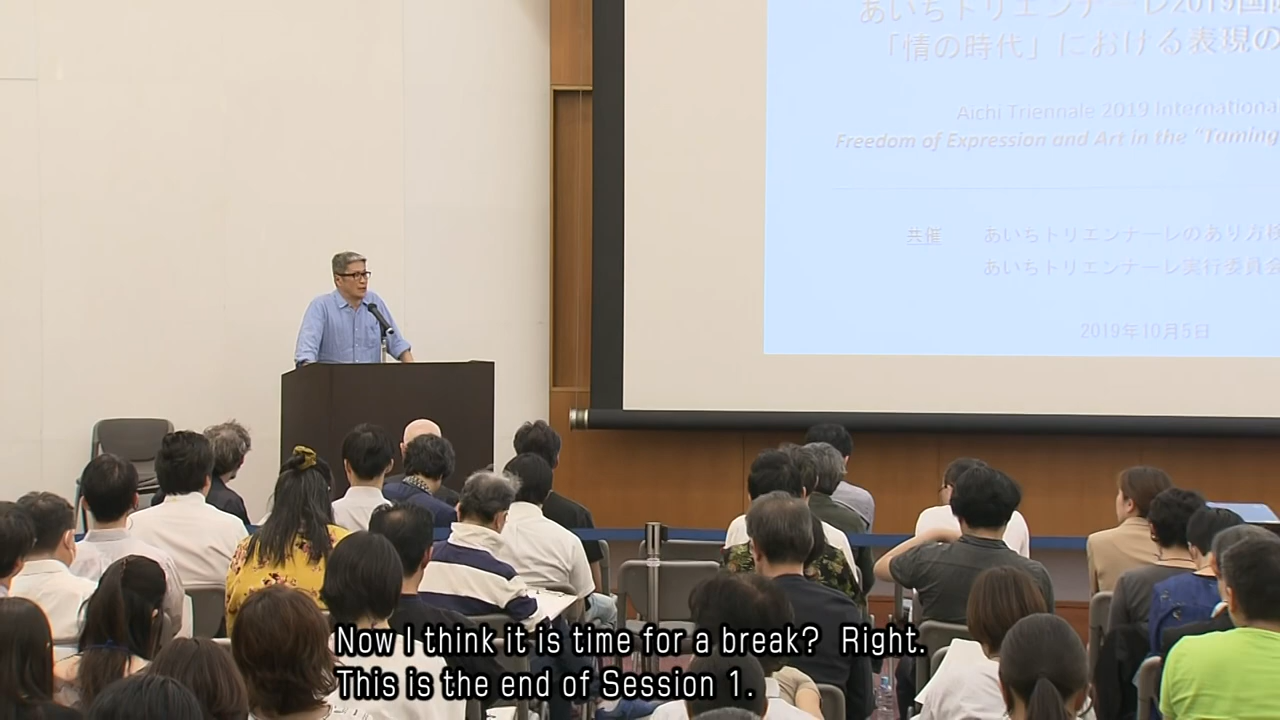 あいちトリエンナーレ2019国際
「情の時代」における表現の
Aichi Triennale 2019 Internationa
Freedom of Expression and Art in the "Taming
共催 あいちトリエンナーレのあり方検
あいちトリエンナーレ実行委員会
2019年10月5日
Now I think it is time for a break? Right.
This is the end of Session 1.